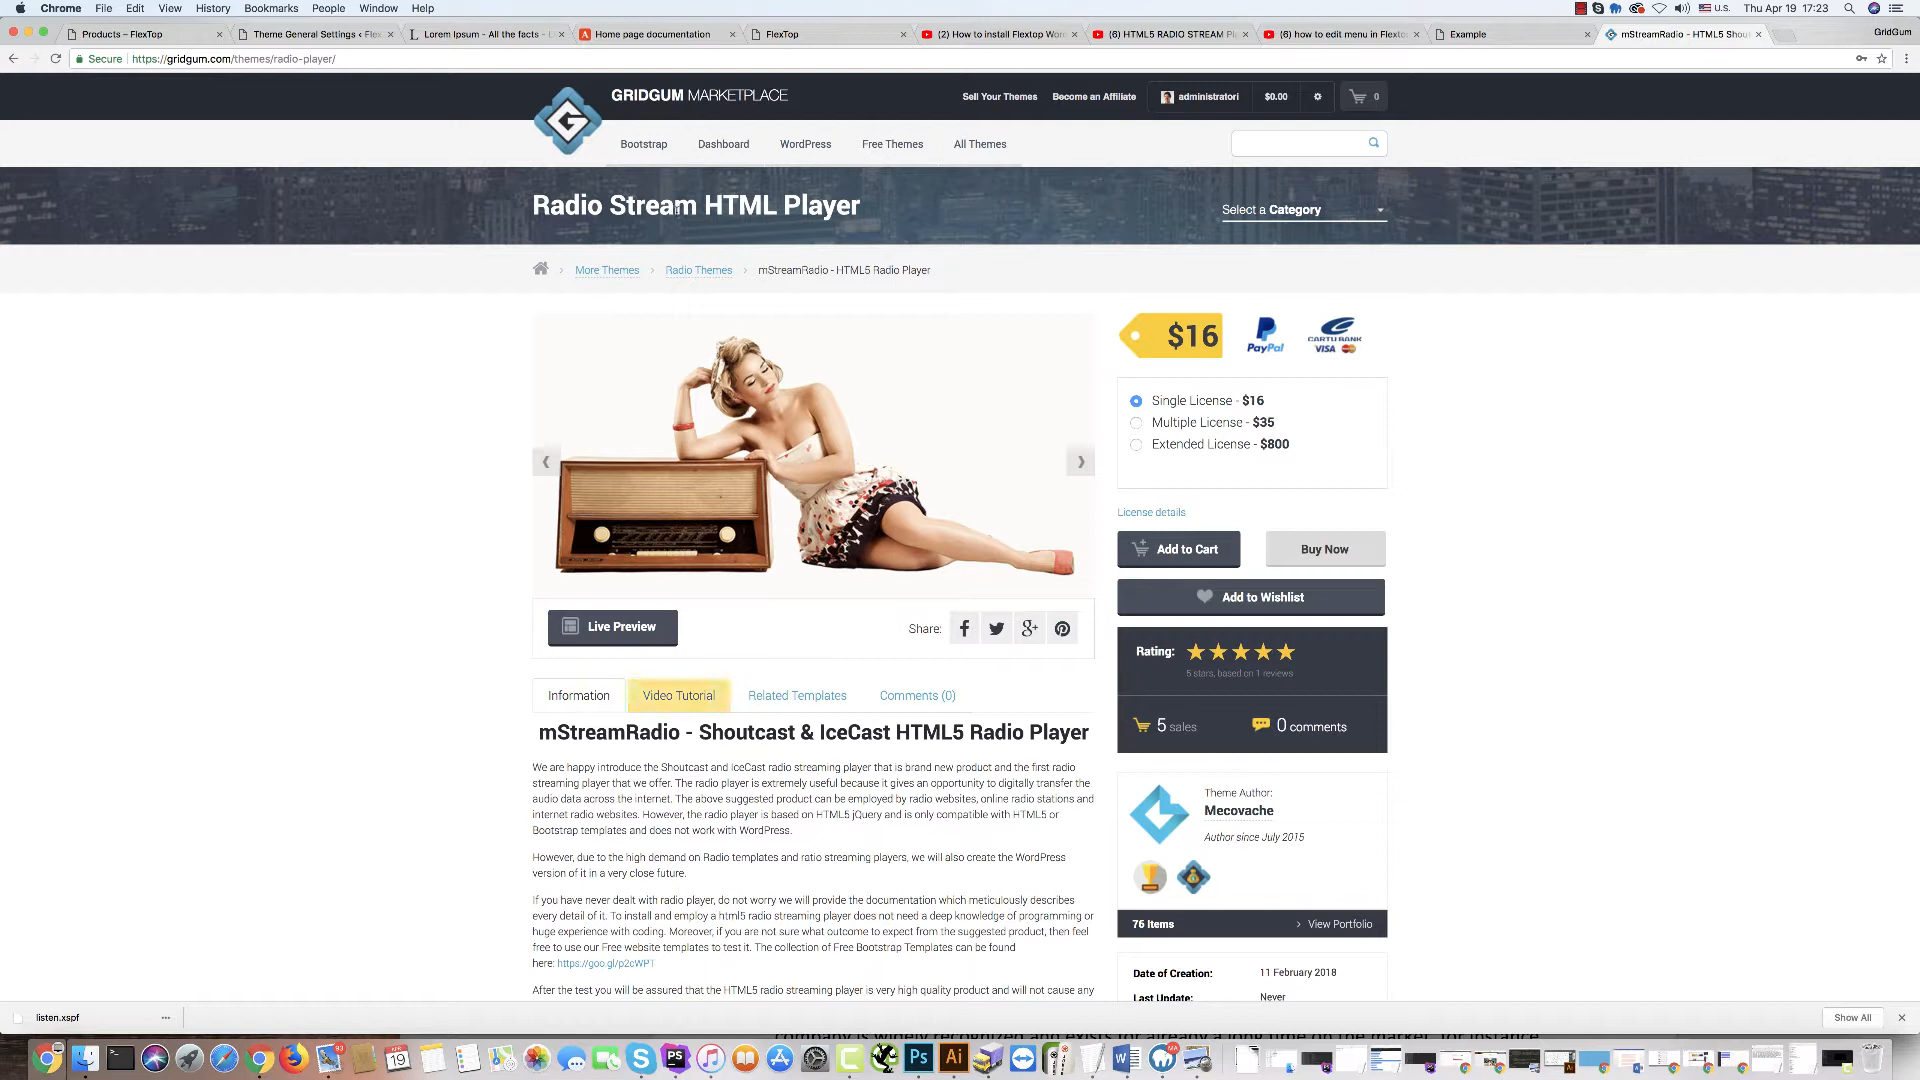 Chrome File Edit View History Bookmarks People Window Help
U.S. Thu Apr 19 17:23
Products – FlexTop
Theme General Settings ‹ Flex
Lorem Ipsum - All the facts -
Home page documentation
FlexTop
(2) How to install Flextop Wor
(6) HTML5 RADIO STREAM Pl
(6) how to edit menu in Flexto
Example
mStreamRadio - HTML5 Shou
GridGum
Secure https://gridgum.com/themes/radio-player/
GRIDGUM MARKETPLACE
Sell Your Themes Become an Affiliate administratori $0.00 0
Bootstrap Dashboard WordPress Free Themes All Themes
Radio Stream HTML Player
Select a Category
More Themes Radio Themes mStreamRadio - HTML5 Radio Player
$16
PayPal
CARTU BANK
VISA
Single License - $16
Multiple License - $35
Extended License - $800
License details
Add to Cart Buy Now
Add to Wishlist
Live Preview
Share:
Rating:
5 stars, based on 1 reviews
5 sales 0 comments
Information Video Tutorial Related Templates Comments (0)
mStreamRadio - Shoutcast & IceCast HTML5 Radio Player
We are happy introduce the Shoutcast and IceCast radio streaming player that is brand new product and the first radio
streaming player that we offer. The radio player is extremely useful because it gives an opportunity to digitally transfer the
audio data across the internet. The above suggested product can be employed by radio websites, online radio stations and
internet radio websites. However, the radio player is based on HTML5 jQuery and is only compatible with HTML5 or
Bootstrap templates and does not work with WordPress.
However, due to the high demand on Radio templates and ratio streaming players, we will also create the WordPress
version of it in a very close future.
If you have never dealt with radio player, do not worry we will provide the documentation which meticulously describes
every detail of it. To install and employ a html5 radio streaming player does not need a deep knowledge of programming or
huge experience with coding. Moreover, if you are not sure what outcome to expect from the suggested product, then feel
free to use our Free website templates to test it. The collection of Free Bootstrap Templates can be found
here: https://goo.gl/p2cWPT
After the test you will be assured that the HTML5 radio streaming player is very high quality product and will not cause any
Theme Author:
Mecovache
Author since July 2015
76 Items View Portfolio
Date of Creation: 11 February 2018
Last Update: Never
listen.xspf
Show All